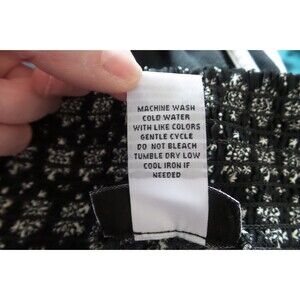 MACHINE WASH
COLD WATER
WITH LIKE COLORS
GENTLE CYCLE
DO NOT BLEACH
TUMBLE DRY LOW
COOL IRON IF
NEEDED